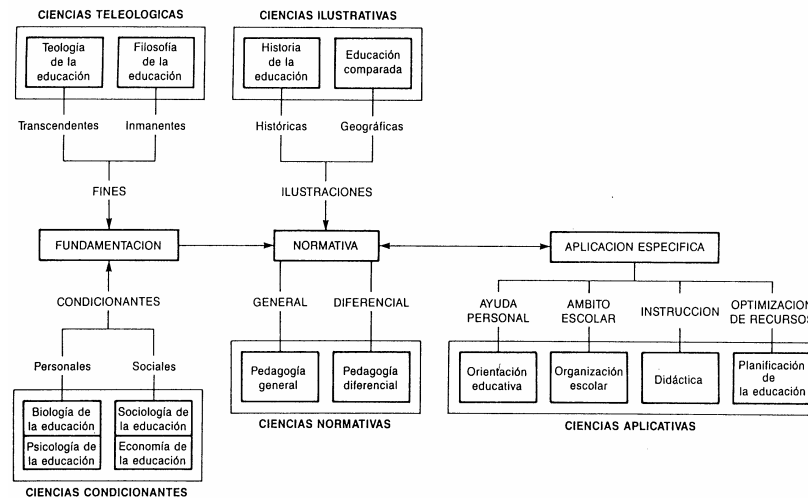 CIENCIAS TELEOLOGICAS
Teología
de la
educación
Filosofía
de la
educación
Transcendentes
Inmanentes
FINES
CIENCIAS ILUSTRATIVAS
Historia
de la
educación
Educación
comparada
Históricas
Geográficas
ILUSTRACIONES
FUNDAMENTACION
NORMATIVA
APLICACION ESPECIFICA
CONDICIONANTES
Personales
Sociales
Biología de
la educación
Psicología de
la educación
Sociología de
la educación
Economía de
la educación
CIENCIAS CONDICIONANTES
GENERAL
DIFERENCIAL
Pedagogía
general
Pedagogía
diferencial
CIENCIAS NORMATIVAS
AYUDA
PERSONAL
AMBITO
ESCOLAR
INSTRUCCION
OPTIMIZACION
DE RECURSOS
Orientación
educativa
Organización
escolar
Didáctica
Planificación
de
la educación
CIENCIAS APLICATIVAS